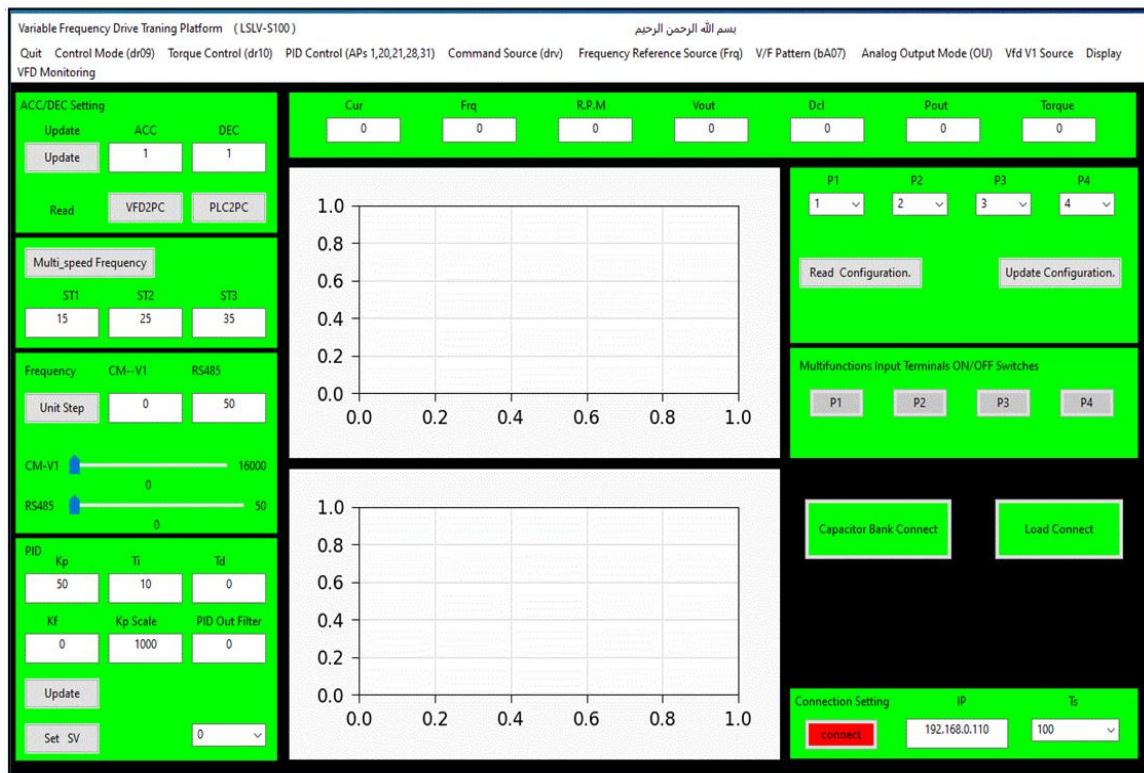 Variable Frequency Drive Traning Platform ( LSLV-S100 )
بسم الله الرحمن الرحيم
Quit Control Mode (dr09) Torque Control (dr10) PID Control (APs 1,20,21,28,31) Command Source (drv) Frequency Reference Source (Frq) V/F Pattern (bA07) Analog Output Mode (OU) Vfd V1 Source Display
VFD Monitoring
ACC/DEC Setting
Update ACC DEC
Update 1 1
Read VFD2PC PLC2PC
Multi_speed Frequency
ST1 ST2 ST3
15 25 35
Frequency CM--V1 RS485
Unit Step 0 50
CM-V1 16000
0
RS485 50
0
PID
Kp Ti Td
50 10 0
Kf Kp Scale PID Out Filter
0 1000 0
Update
Set SV 0
Cur Frq R.P.M Vout Dcl Pout Torque
0 0 0 0 0 0 0
1.0
0.8
0.6
0.4
0.2
0.0
0.0 0.2 0.4 0.6 0.8 1.0
1.0
0.8
0.6
0.4
0.2
0.0
0.0 0.2 0.4 0.6 0.8 1.0
P1 P2 P3 P4
1 2 3 4
Read Configuration. Update Configuration.
Multifunctions Input Terminals ON/OFF Switches
P1 P2 P3 P4
Capacitor Bank Connect Load Connect
Connection Setting IP Ts
connect 192.168.0.110 100